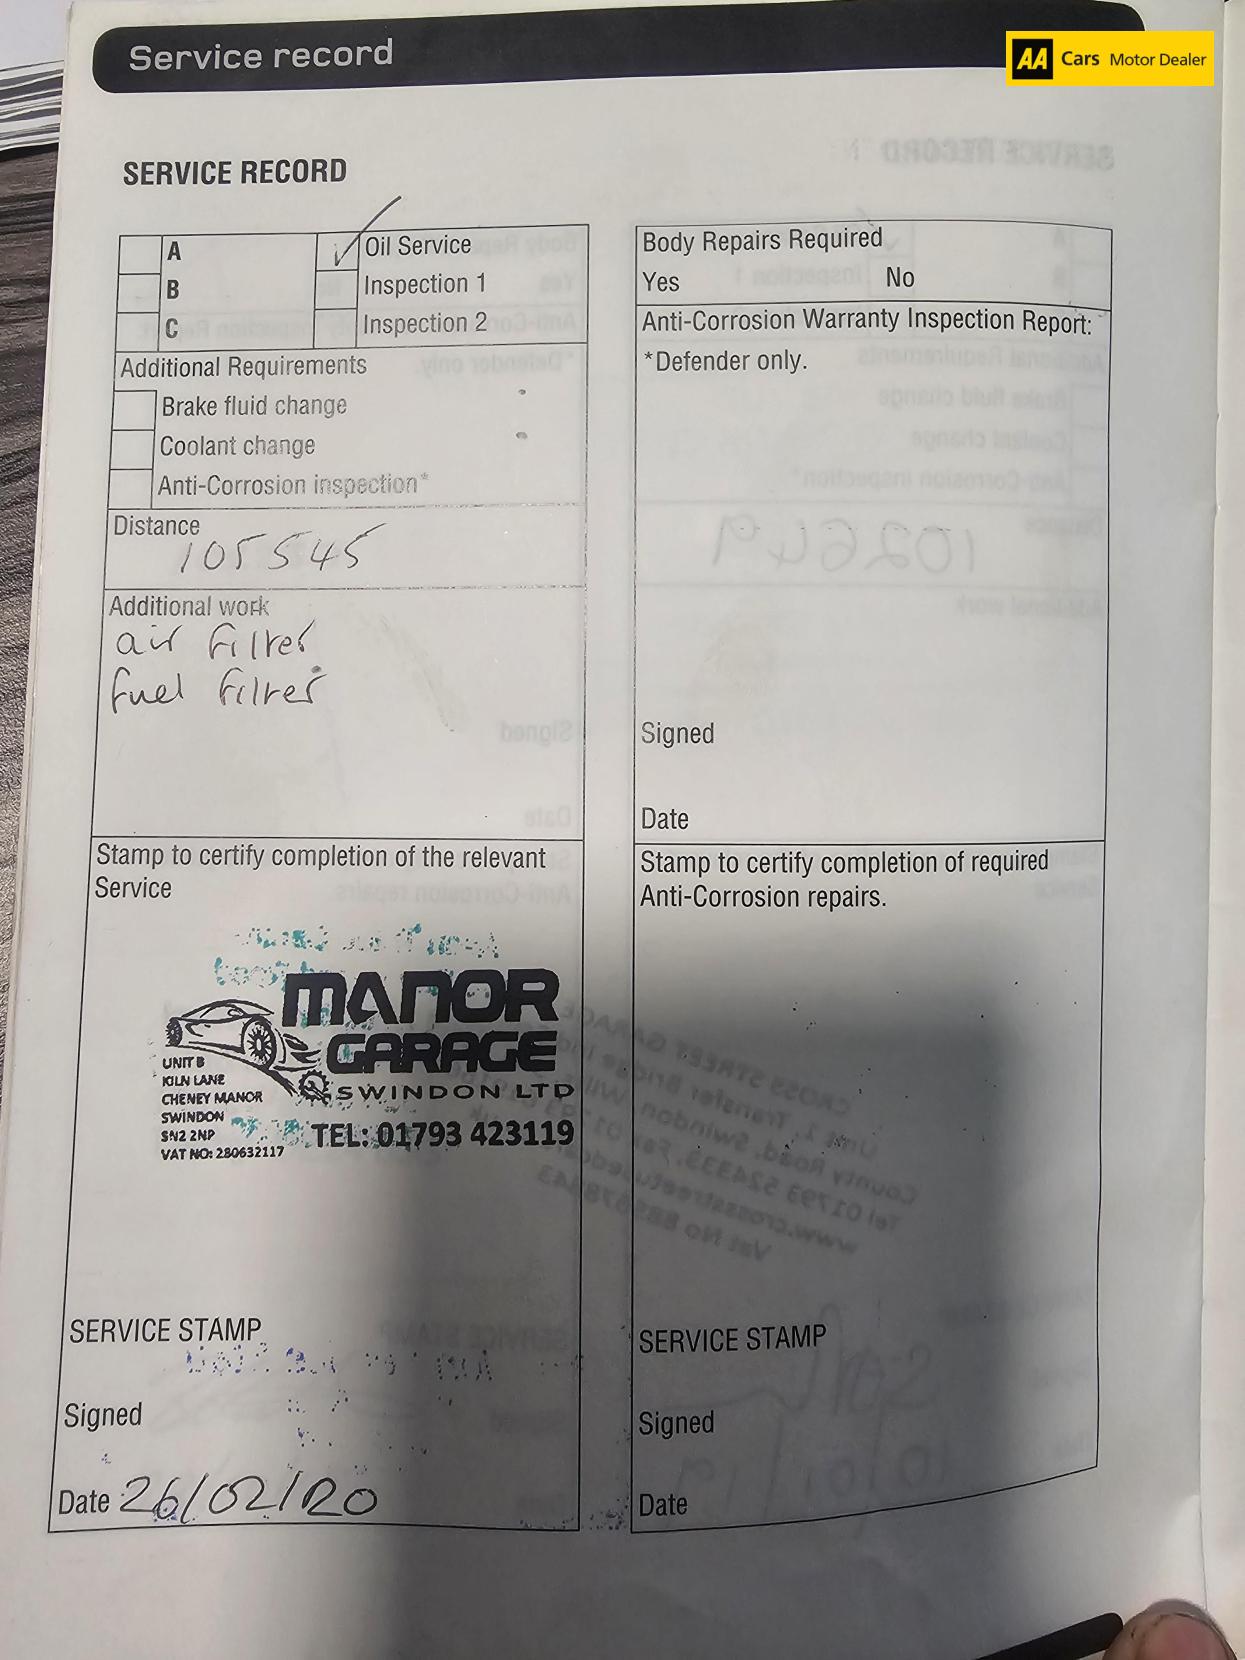 Service record
AA Cars Motor Dealer
SERVICE RECORD
A
B
C
Oil Service
Inspection 1
Inspection 2
Additional Requirements
Brake fluid change
Coolant change
Anti-Corrosion inspection*
Distance
105545
Additional work
air filter
fuel filter
Stamp to certify completion of the relevant
Service
MANOR
GARAGE
SWINDON LTD
UNIT B
KILN LANE
CHENEY MANOR
SWINDON
SN2 2NP
VAT NO: 280632117
TEL: 01793 423119
SERVICE STAMP
Signed
Date 26/02/20
Body Repairs Required
Yes No
Anti-Corrosion Warranty Inspection Report:
*Defender only.
Signed
Date
Stamp to certify completion of required
Anti-Corrosion repairs.
SERVICE STAMP
Signed
Date